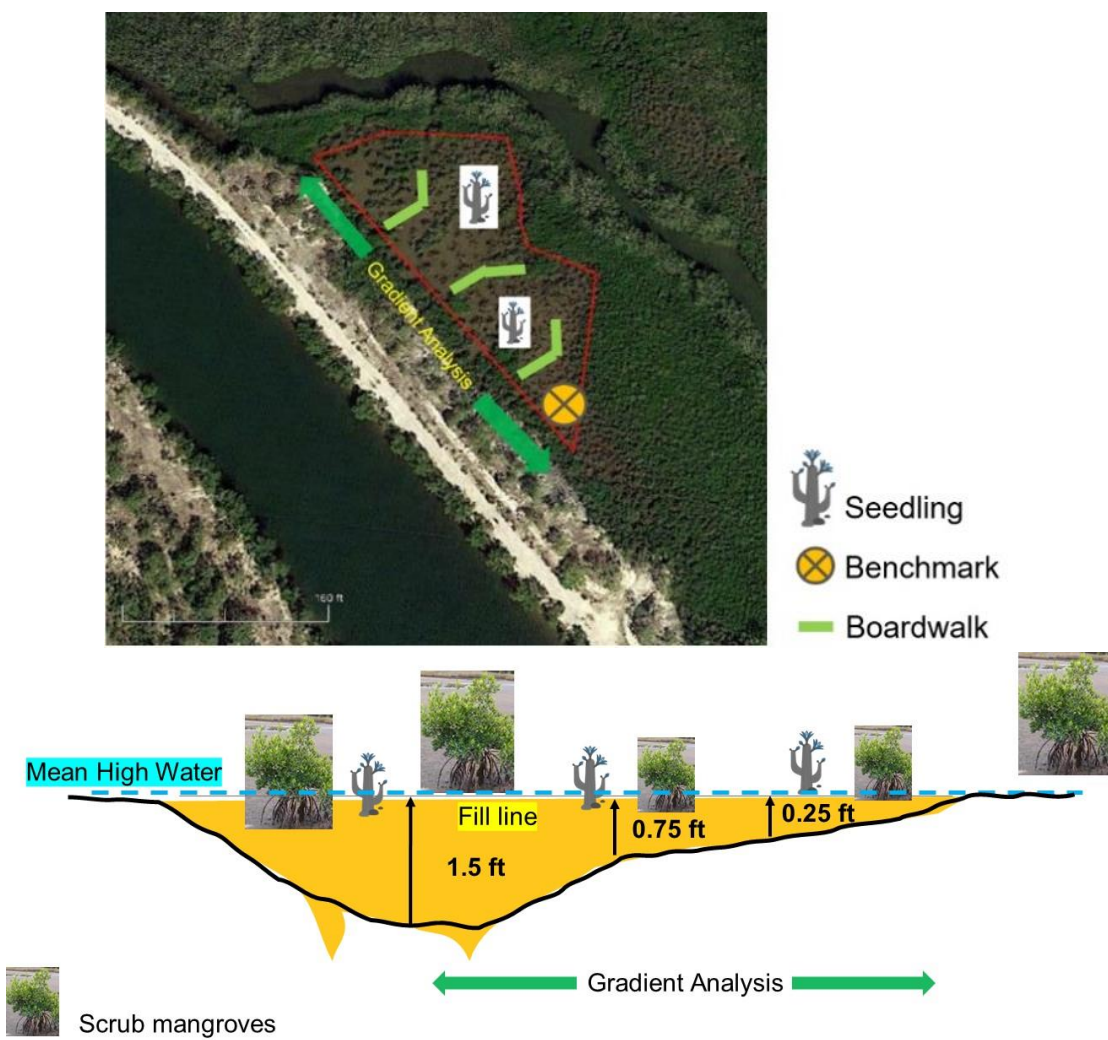 Gradient Analysis
160 ft
Seedling
Benchmark
Boardwalk
Mean High Water
Fill line
1.5 ft
0.75 ft
0.25 ft
Gradient Analysis
Scrub mangroves